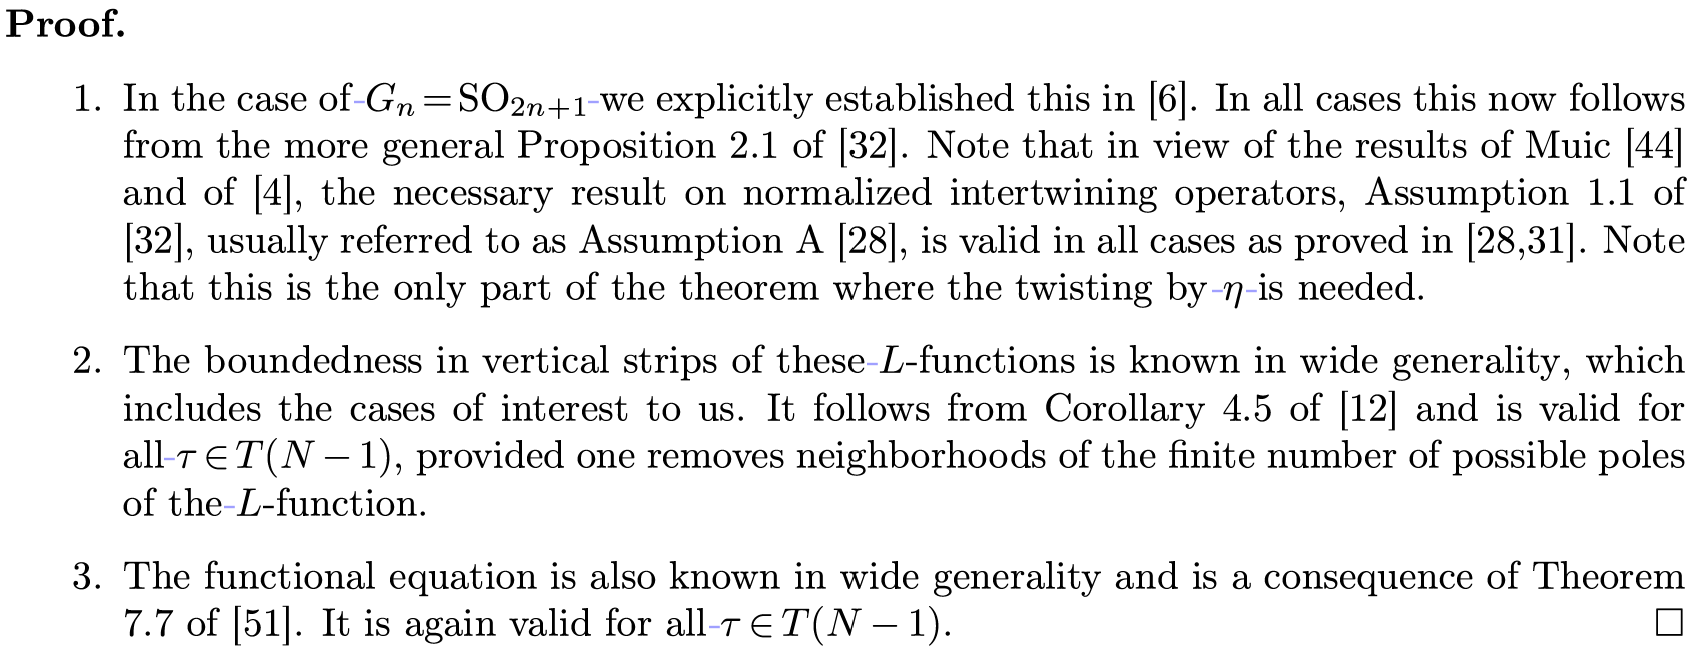 Proof.
1. In the case of G_n = SO_{2n+1} we explicitly established this in [6]. In all cases this now follows
from the more general Proposition 2.1 of [32]. Note that in view of the results of Muic [44]
and of [4], the necessary result on normalized intertwining operators, Assumption 1.1 of
[32], usually referred to as Assumption A [28], is valid in all cases as proved in [28,31]. Note
that this is the only part of the theorem where the twisting by η is needed.
2. The boundedness in vertical strips of these L-functions is known in wide generality, which
includes the cases of interest to us. It follows from Corollary 4.5 of [12] and is valid for
all τ ∈ T(N − 1), provided one removes neighborhoods of the finite number of possible poles
of the L-function.
3. The functional equation is also known in wide generality and is a consequence of Theorem
7.7 of [51]. It is again valid for all τ ∈ T(N − 1). □